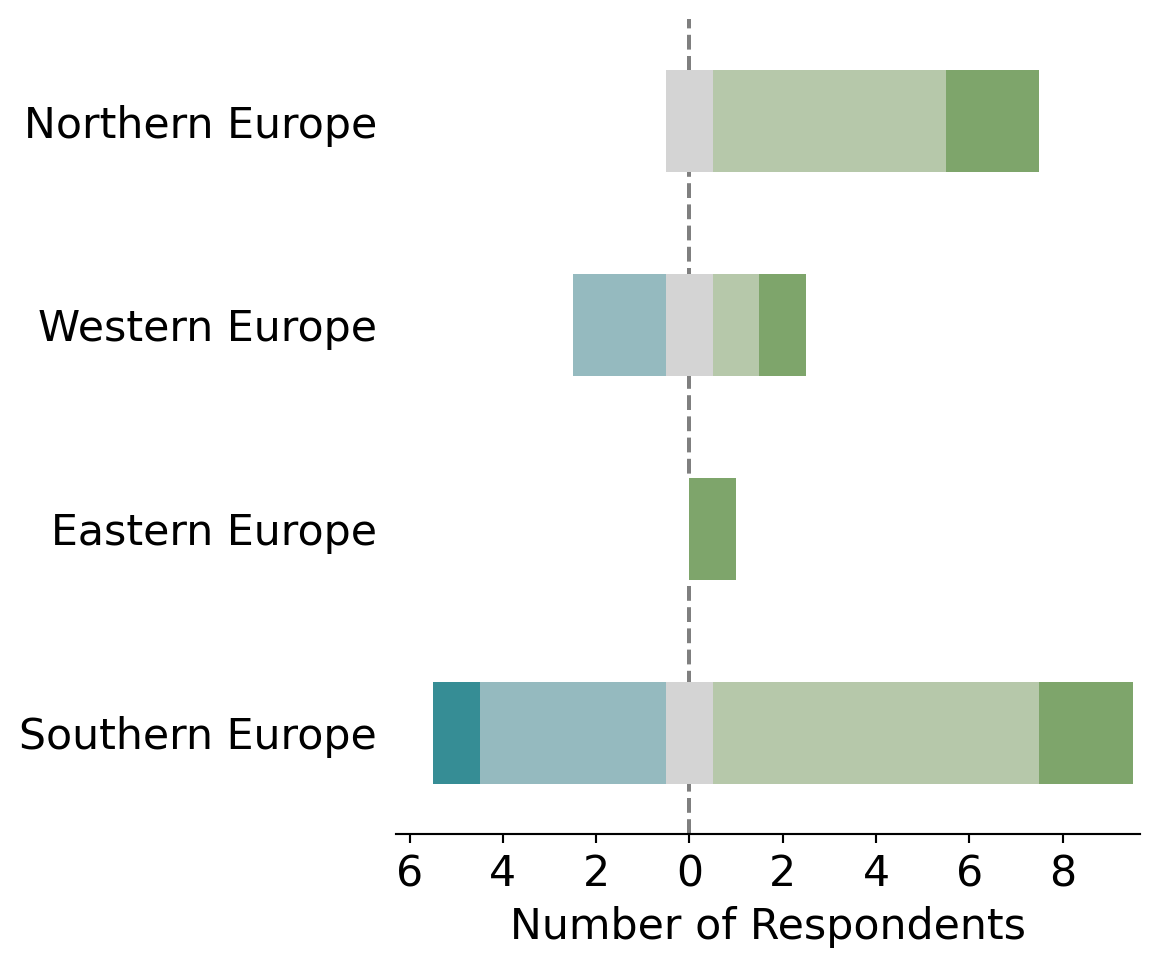 Northern Europe
Western Europe
Eastern Europe
Southern Europe
6 4 2 0 2 4 6 8
Number of Respondents